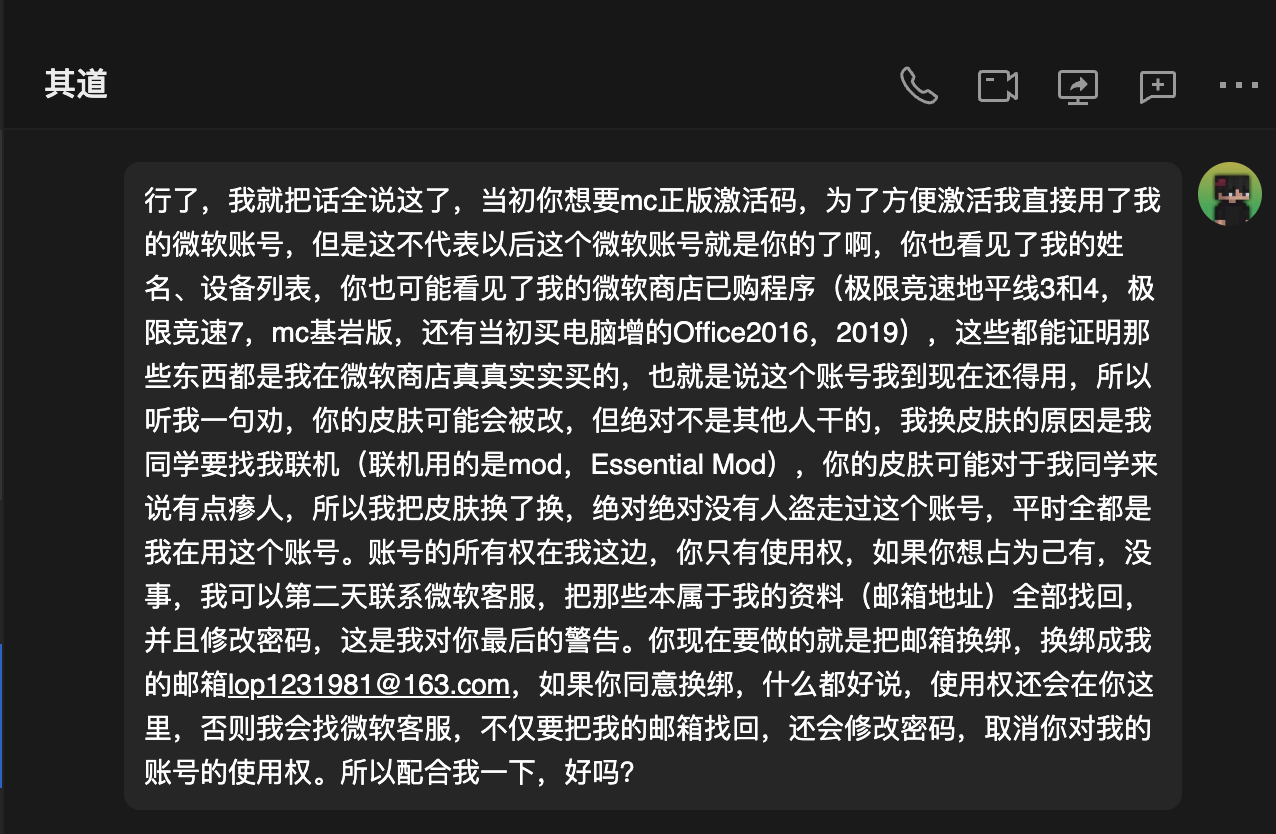 其道
行了，我就把话全说这了，当初你想要mc正版激活码，为了方便激活我直接用了我
的微软账号，但是这不代表以后这个微软账号就是你的了啊，你也看见了我的姓
名、设备列表，你也可能看见了我的微软商店已购程序（极限竞速地平线3和4，极
限竞速7，mc基岩版，还有当初买电脑增的Office2016，2019），这些都能证明那
些东西都是我在微软商店真真实实买的，也就是说这个账号我到现在还得用，所以
听我一句劝，你的皮肤可能会被改，但绝对不是其他人干的，我换皮肤的原因是我
同学要找我联机（联机用的是mod，Essential Mod），你的皮肤可能对于我同学来
说有点瘆人，所以我把皮肤换了换，绝对绝对没有人盗走过这个账号，平时全都是
我在用这个账号。账号的所有权在我这边，你只有使用权，如果你想占为己有，没
事，我可以第二天联系微软客服，把那些本属于我的资料（邮箱地址）全部找回，
并且修改密码，这是我对你最后的警告。你现在要做的就是把邮箱换绑，换绑成我
的邮箱lop1231981@163.com，如果你同意换绑，什么都好说，使用权还会在你这
里，否则我会找微软客服，不仅要把我的邮箱找回，还会修改密码，取消你对我的
账号的使用权。所以配合我一下，好吗？